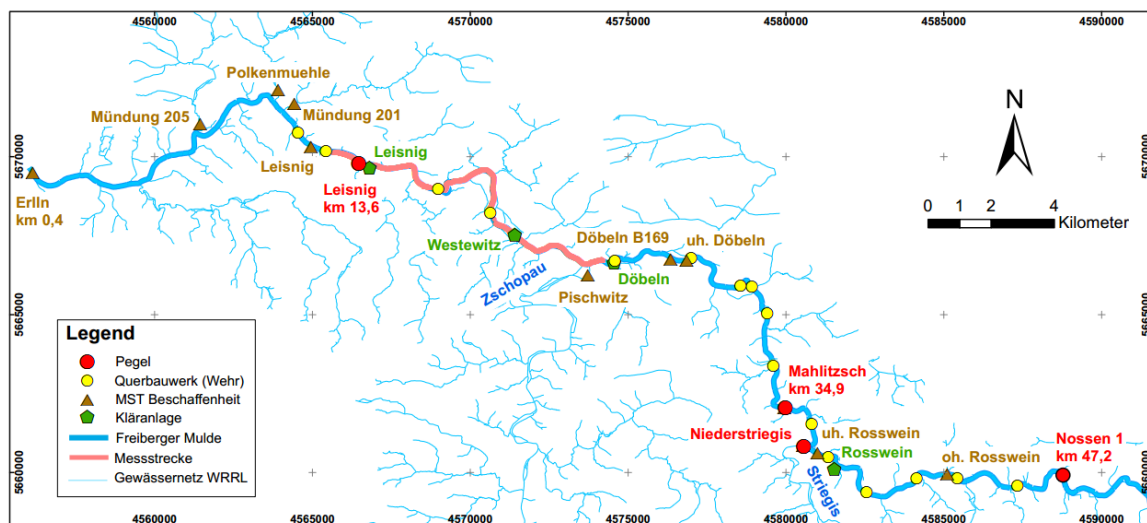 4560000 4565000 4570000 4575000 4580000 4585000 4590000
Polkenmuehle
Mündung 205
Mündung 201
5670000
5670000
Leisnig
Leisnig
Leisnig
km 13,6
Erlln
km 0,4
N
0 1 2 4
Kilometer
Westewitz
Döbeln B169
uh. Döbeln
Zschopau
Döbeln
Pischwitz
5665000
5665000
Legend
Pegel
Querbauwerk (Wehr)
MST Beschaffenheit
Kläranlage
Freiberger Mulde
Messstrecke
Gewässernetz WRRL
Mahlitzsch
km 34,9
Niederstriegis
uh. Rosswein
Rosswein
Striegis
oh. Rosswein
Nossen 1
km 47,2
5660000
5660000
4560000 4565000 4570000 4575000 4580000 4585000 4590000